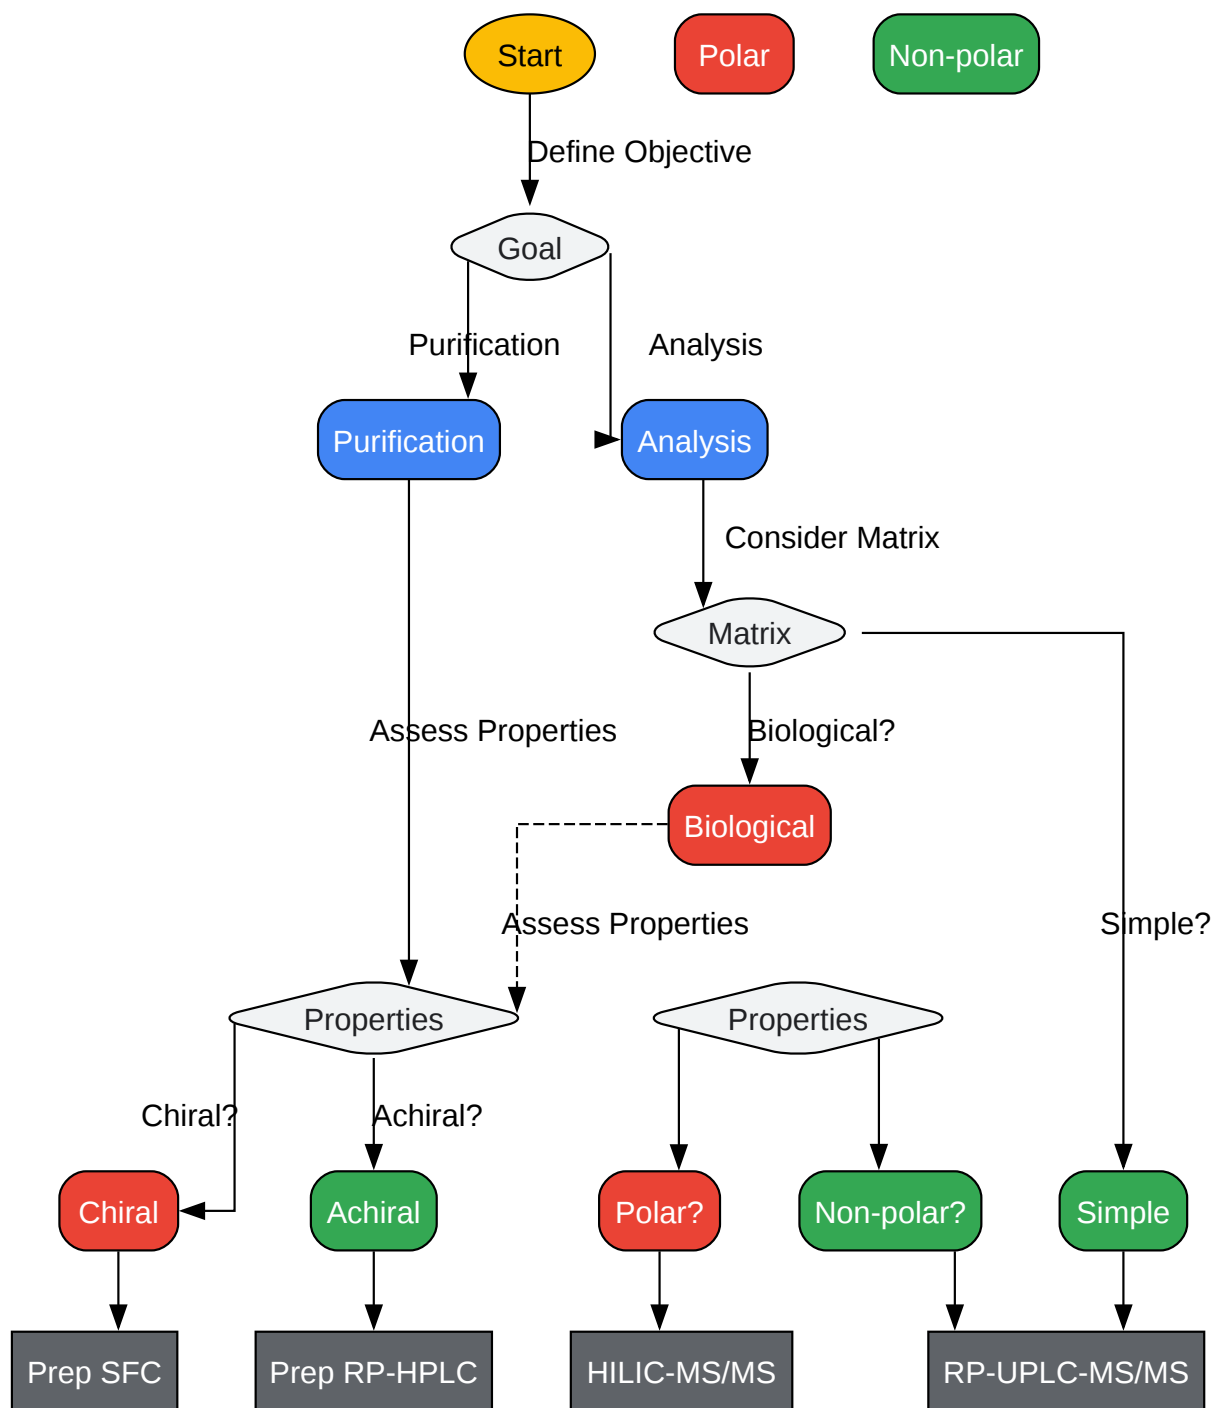 Start
Polar
Non-polar
Define Objective
Goal
Purification
Analysis
Purification
Analysis
Consider Matrix
Matrix
Assess Properties
Biological?
Biological
Assess Properties
Simple?
Properties
Properties
Chiral?
Achiral?
Chiral
Achiral
Polar?
Non-polar?
Simple
Prep SFC
Prep RP-HPLC
HILIC-MS/MS
RP-UPLC-MS/MS